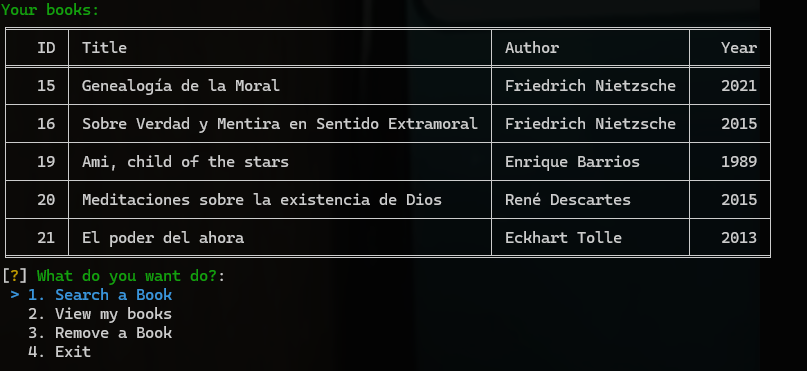 Your books:
ID Title Author Year
15 Genealogía de la Moral Friedrich Nietzsche 2021
16 Sobre Verdad y Mentira en Sentido Extramoral Friedrich Nietzsche 2015
19 Ami, child of the stars Enrique Barrios 1989
20 Meditaciones sobre la existencia de Dios René Descartes 2015
21 El poder del ahora Eckhart Tolle 2013
[?] What do you want do?:
> 1. Search a Book
2. View my books
3. Remove a Book
4. Exit